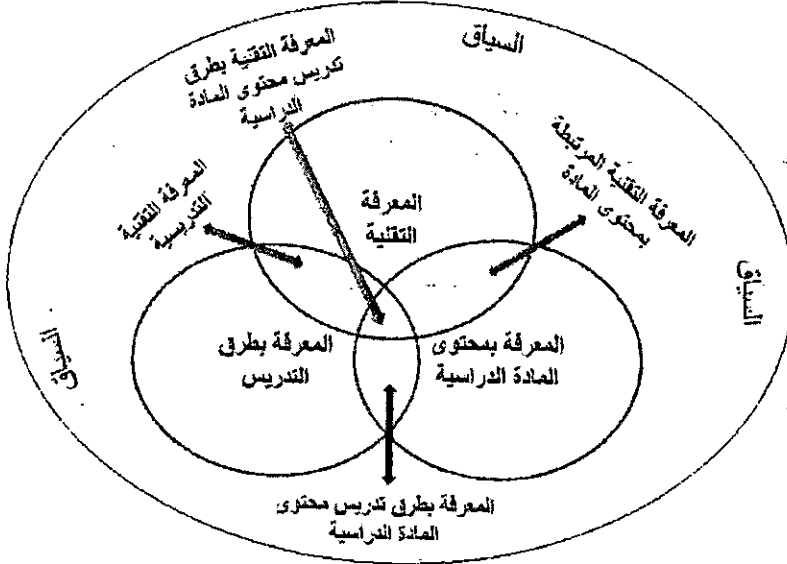 السياق
المعرفة التقنية بطرق
تدريس محتوى المادة
الدراسية
المعرفة التقنية المرتبطة
بمحتوى المادة
المعرفة التقنية
التدريسية
المعرفة
التقنية
السياق
السياق
المعرفة بمحتوى
المادة الدراسية
المعرفة بطرق
التدريس
المعرفة بطرق تدريس محتوى
المادة الدراسية